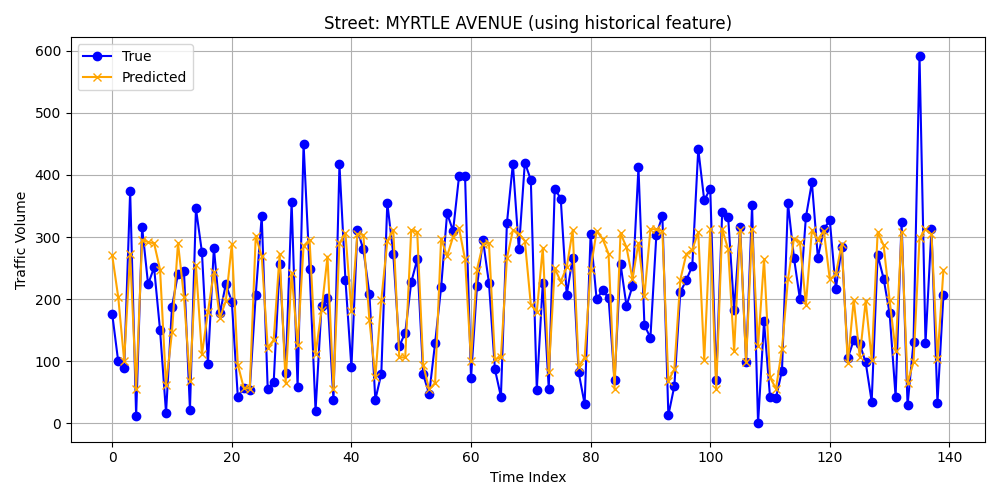 Street: MYRTLE AVENUE (using historical feature)
True
Predicted
Traffic Volume
600
500
400
300
200
100
0
0 20 40 60 80 100 120 140
Time Index